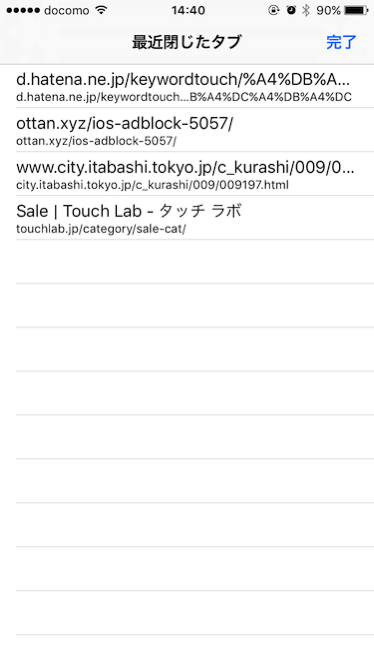 docomo 14:40 90%
最近閉じたタブ 完了
d.hatena.ne.jp/keywordtouch/%A4%DB%A...
d.hatena.ne.jp/keywordtouch...B%A4%DC%A4%DB%A4%DC
ottan.xyz/ios-adblock-5057/
ottan.xyz/ios-adblock-5057/
www.city.itabashi.tokyo.jp/c_kurashi/009/0...
city.itabashi.tokyo.jp/c_kurashi/009/009197.html
Sale | Touch Lab - タッチ ラボ
touchlab.jp/category/sale-cat/